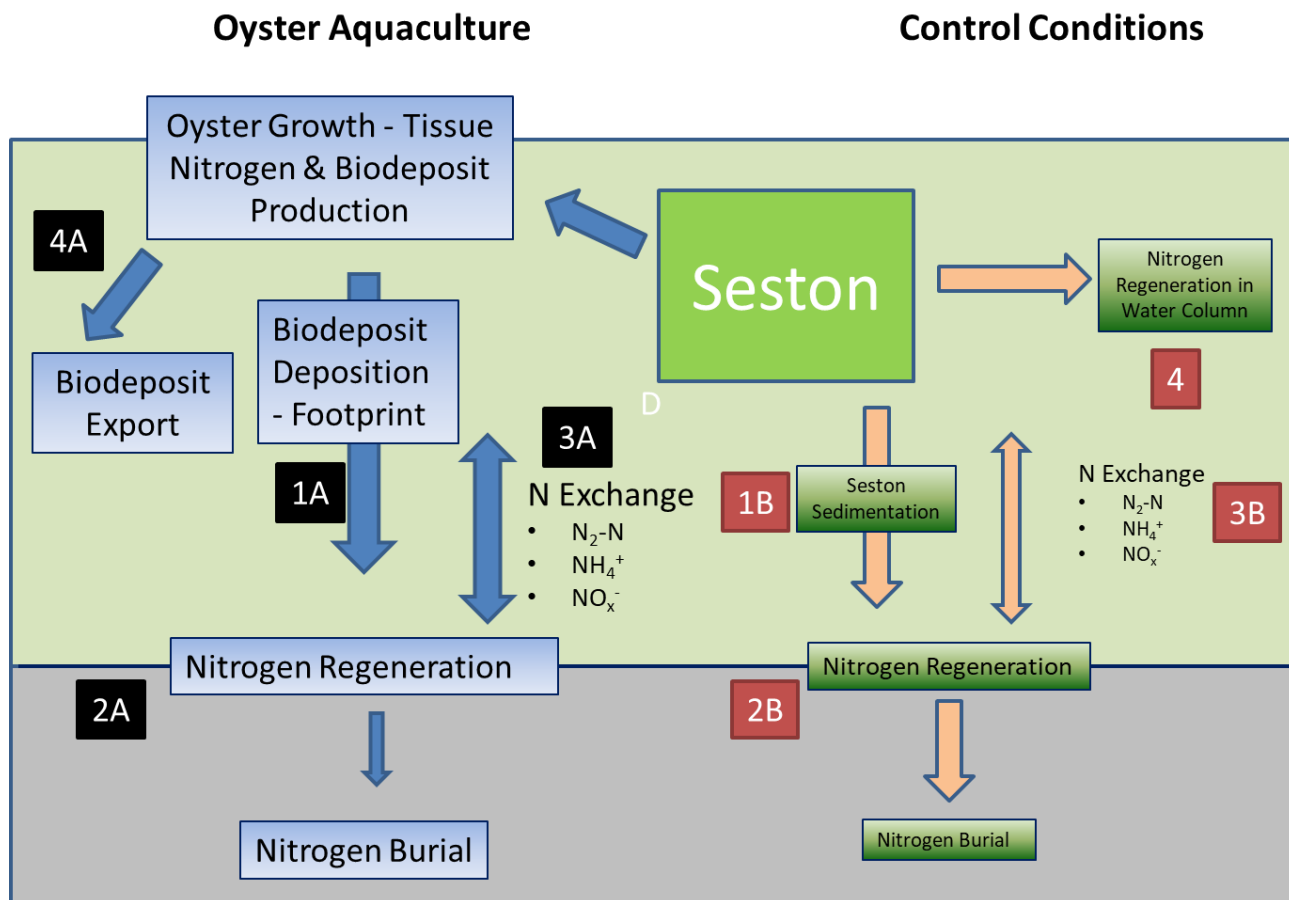 Oyster Aquaculture
Control Conditions
Oyster Growth - Tissue
Nitrogen & Biodeposit
Production
4A
Seston
Nitrogen
Regeneration in
Water Column
Biodeposit
Deposition
- Footprint
Biodeposit
Export
4
D
3A
1A
N Exchange
• N₂-N
• NH₄⁺
• NOₓ⁻
1B
Seston
Sedimentation
N Exchange
• N₂-N
• NH₄⁺
• NOₓ⁻
3B
Nitrogen Regeneration
Nitrogen Regeneration
2A
2B
Nitrogen Burial
Nitrogen Burial